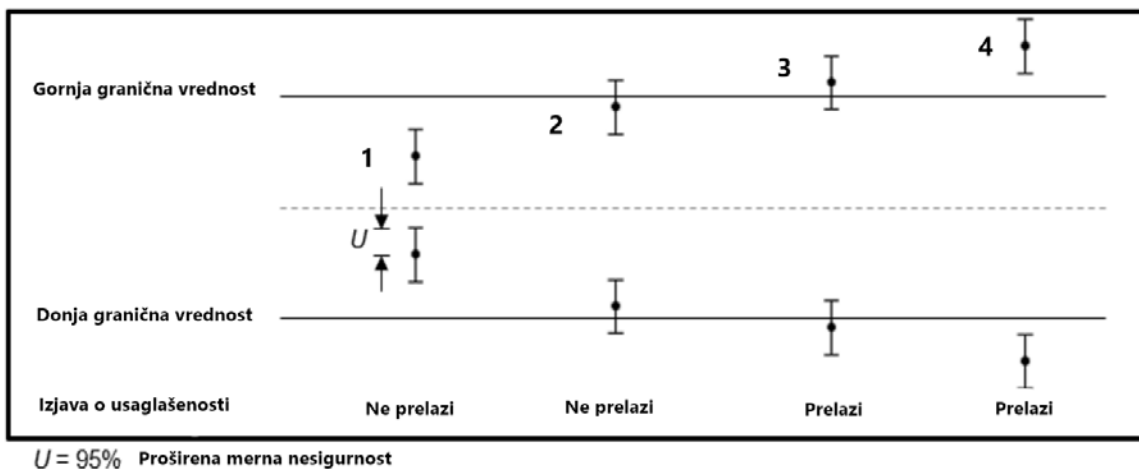 4
3
Gornja granična vrednost
2
1
U
Donja granična vrednost
Izjava o usaglašenosti Ne prelazi Ne prelazi Prelazi Prelazi
U = 95% Proširena merna nesigurnost